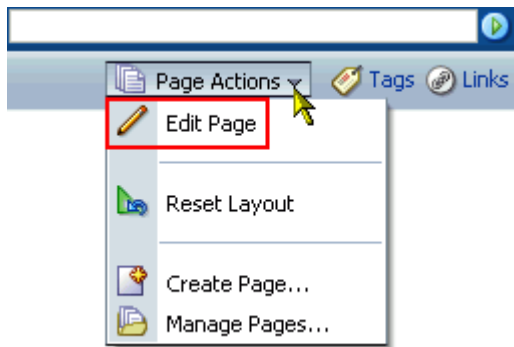 Page Actions Tags Links
Edit Page
Reset Layout
Create Page...
Manage Pages...